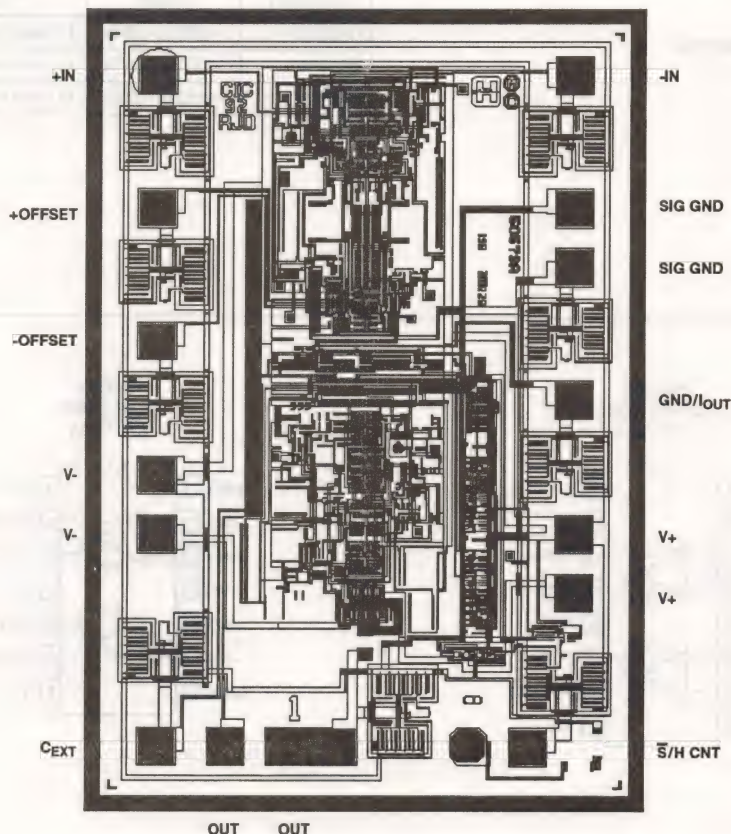 +IN
-IN
CIC
92
RJD
+OFFSET
SIG GND
SIG GND
-OFFSET
GND/IOUT
V-
V+
V-
V+
1
CEXT
S̅/H CNT
OUT OUT